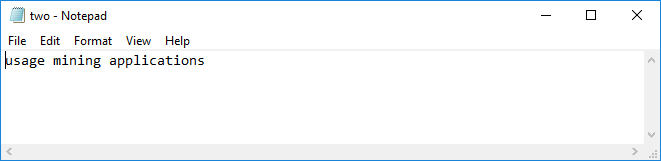 two - Notepad
File Edit Format View Help
usage mining applications